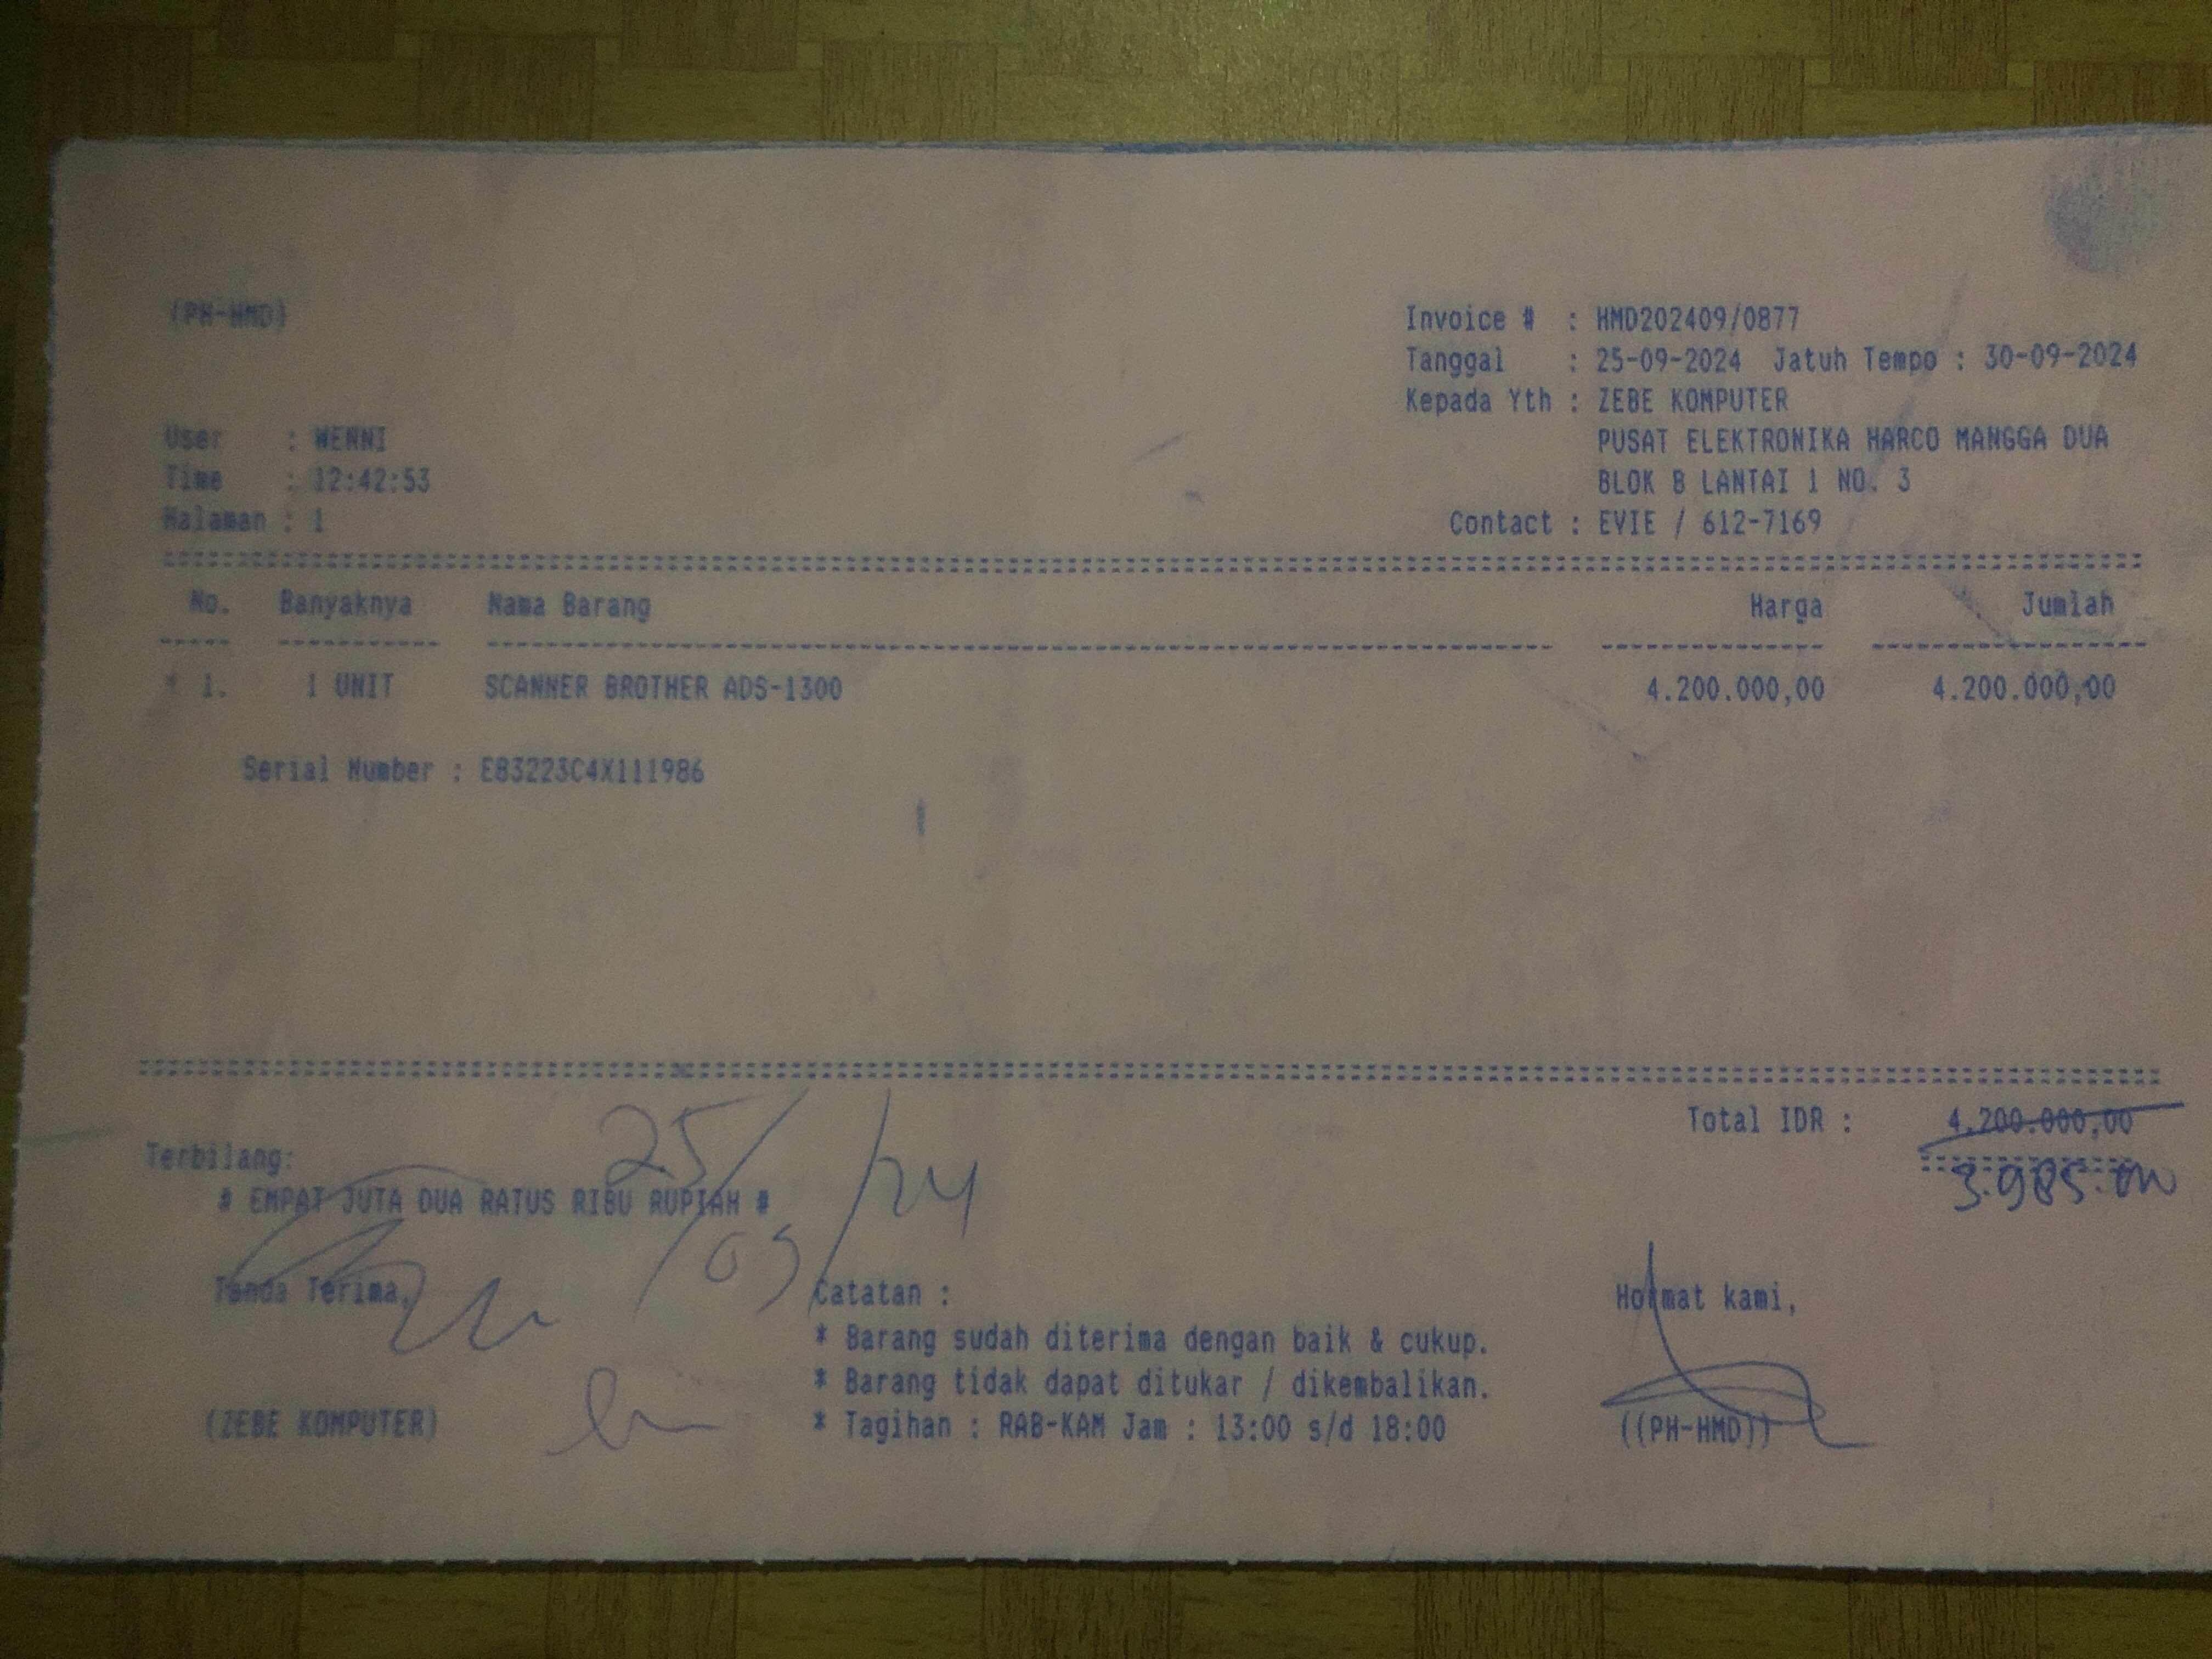 (PH-HMD)
Invoice # : HMD202409/0877
Tanggal : 25-09-2024 Jatuh Tempo : 30-09-2024
Kepada Yth : ZEBE KOMPUTER
PUSAT ELEKTRONIKA HARCO MANGGA DUA
BLOK B LANTAI 1 NO. 3
Contact : EVIE / 612-7169
User : WENNI
Time : 12:42:53
Halaman : 1
No. Banyaknya Nama Barang Harga Jumlah
* 1. 1 UNIT SCANNER BROTHER ADS-1300 4.200.000,00 4.200.000,00
Serial Number : E83223C4X111986
Total IDR : 4.200.000,00
3.985.000
Terbilang:
# EMPAT JUTA DUA RATUS RIBU RUPIAH #
25/09/24
Tanda Terima,
(ZEBE KOMPUTER)
Catatan :
* Barang sudah diterima dengan baik & cukup.
* Barang tidak dapat ditukar / dikembalikan.
* Tagihan : RAB-KAM Jam : 13:00 s/d 18:00
Hormat kami,
((PH-HMD))